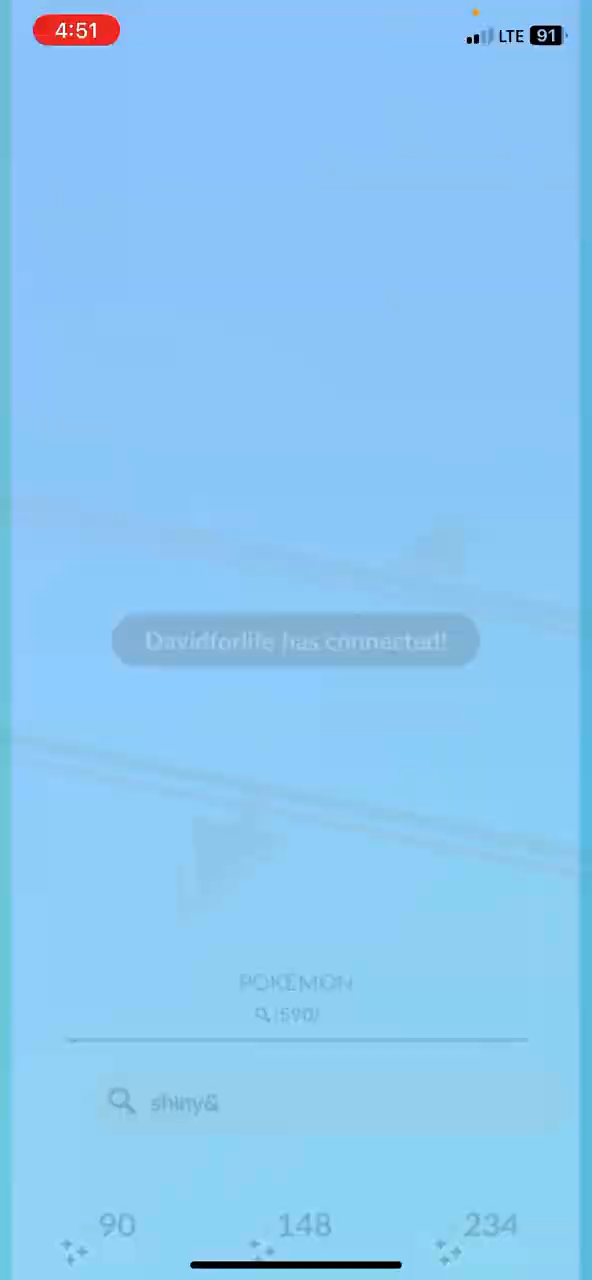 4:51
LTE 91
Davidforlife has connected!
POKÉMON
(590)
shiny&
90 148 234